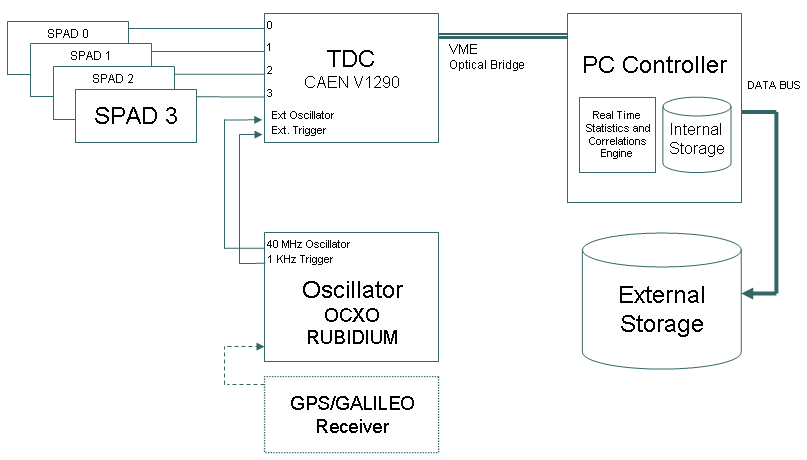 SPAD 0
SPAD 1
SPAD 2
SPAD 3
0
1
2
3
TDC
CAEN V1290
Ext Oscillator
Ext. Trigger
VME
Optical Bridge
PC Controller
Real Time
Statistics and
Correlations
Engine
Internal
Storage
DATA BUS
40 MHz Oscillator
1 KHz Trigger
Oscillator
OCXO
RUBIDIUM
External
Storage
GPS/GALILEO
Receiver